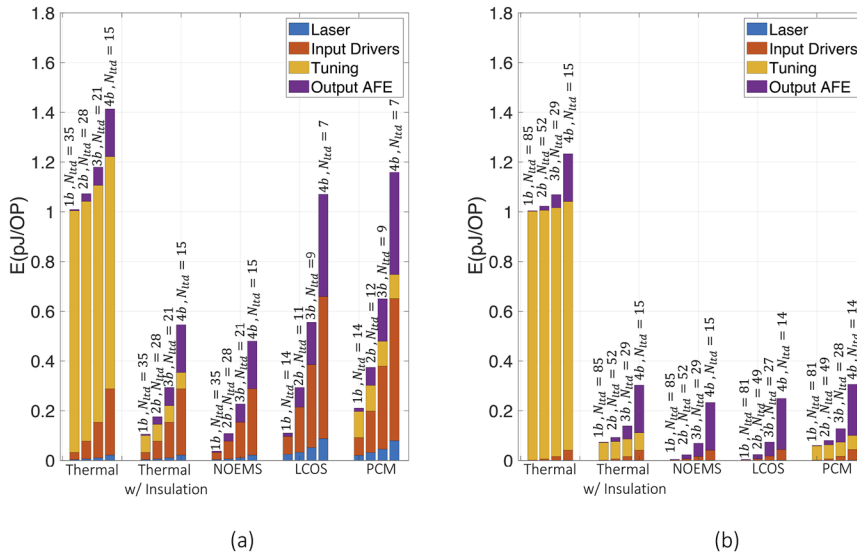 1.8
1.6
1.4
1.2
1
0.8
0.6
0.4
0.2
0
E(pJ/OP)
Laser
Input Drivers
Tuning
Output AFE
1b, N_ltd = 35
2b, N_ltd = 28
3b, N_ltd = 21
4b, N_ltd = 15
1b, N_ltd = 35
2b, N_ltd = 28
3b, N_ltd = 21
4b, N_ltd = 15
1b, N_ltd = 35
2b, N_ltd = 28
3b, N_ltd = 21
4b, N_ltd = 15
1b, N_ltd = 14
2b, N_ltd = 11
3b, N_ltd = 9
4b, N_ltd = 7
1b, N_ltd = 14
2b, N_ltd = 12
3b, N_ltd = 9
4b, N_ltd = 7
Thermal
Thermal
w/ Insulation
NOEMS
LCOS
PCM
(a)
1.8
1.6
1.4
1.2
1
0.8
0.6
0.4
0.2
0
E(pJ/OP)
Laser
Input Drivers
Tuning
Output AFE
1b, N_ltd = 85
2b, N_ltd = 52
3b, N_ltd = 29
4b, N_ltd = 15
1b, N_ltd = 85
2b, N_ltd = 52
3b, N_ltd = 29
4b, N_ltd = 15
1b, N_ltd = 85
2b, N_ltd = 52
3b, N_ltd = 29
4b, N_ltd = 15
1b, N_ltd = 81
2b, N_ltd = 49
3b, N_ltd = 27
4b, N_ltd = 14
1b, N_ltd = 81
2b, N_ltd = 49
3b, N_ltd = 28
4b, N_ltd = 14
Thermal
Thermal
w/ Insulation
NOEMS
LCOS
PCM
(b)